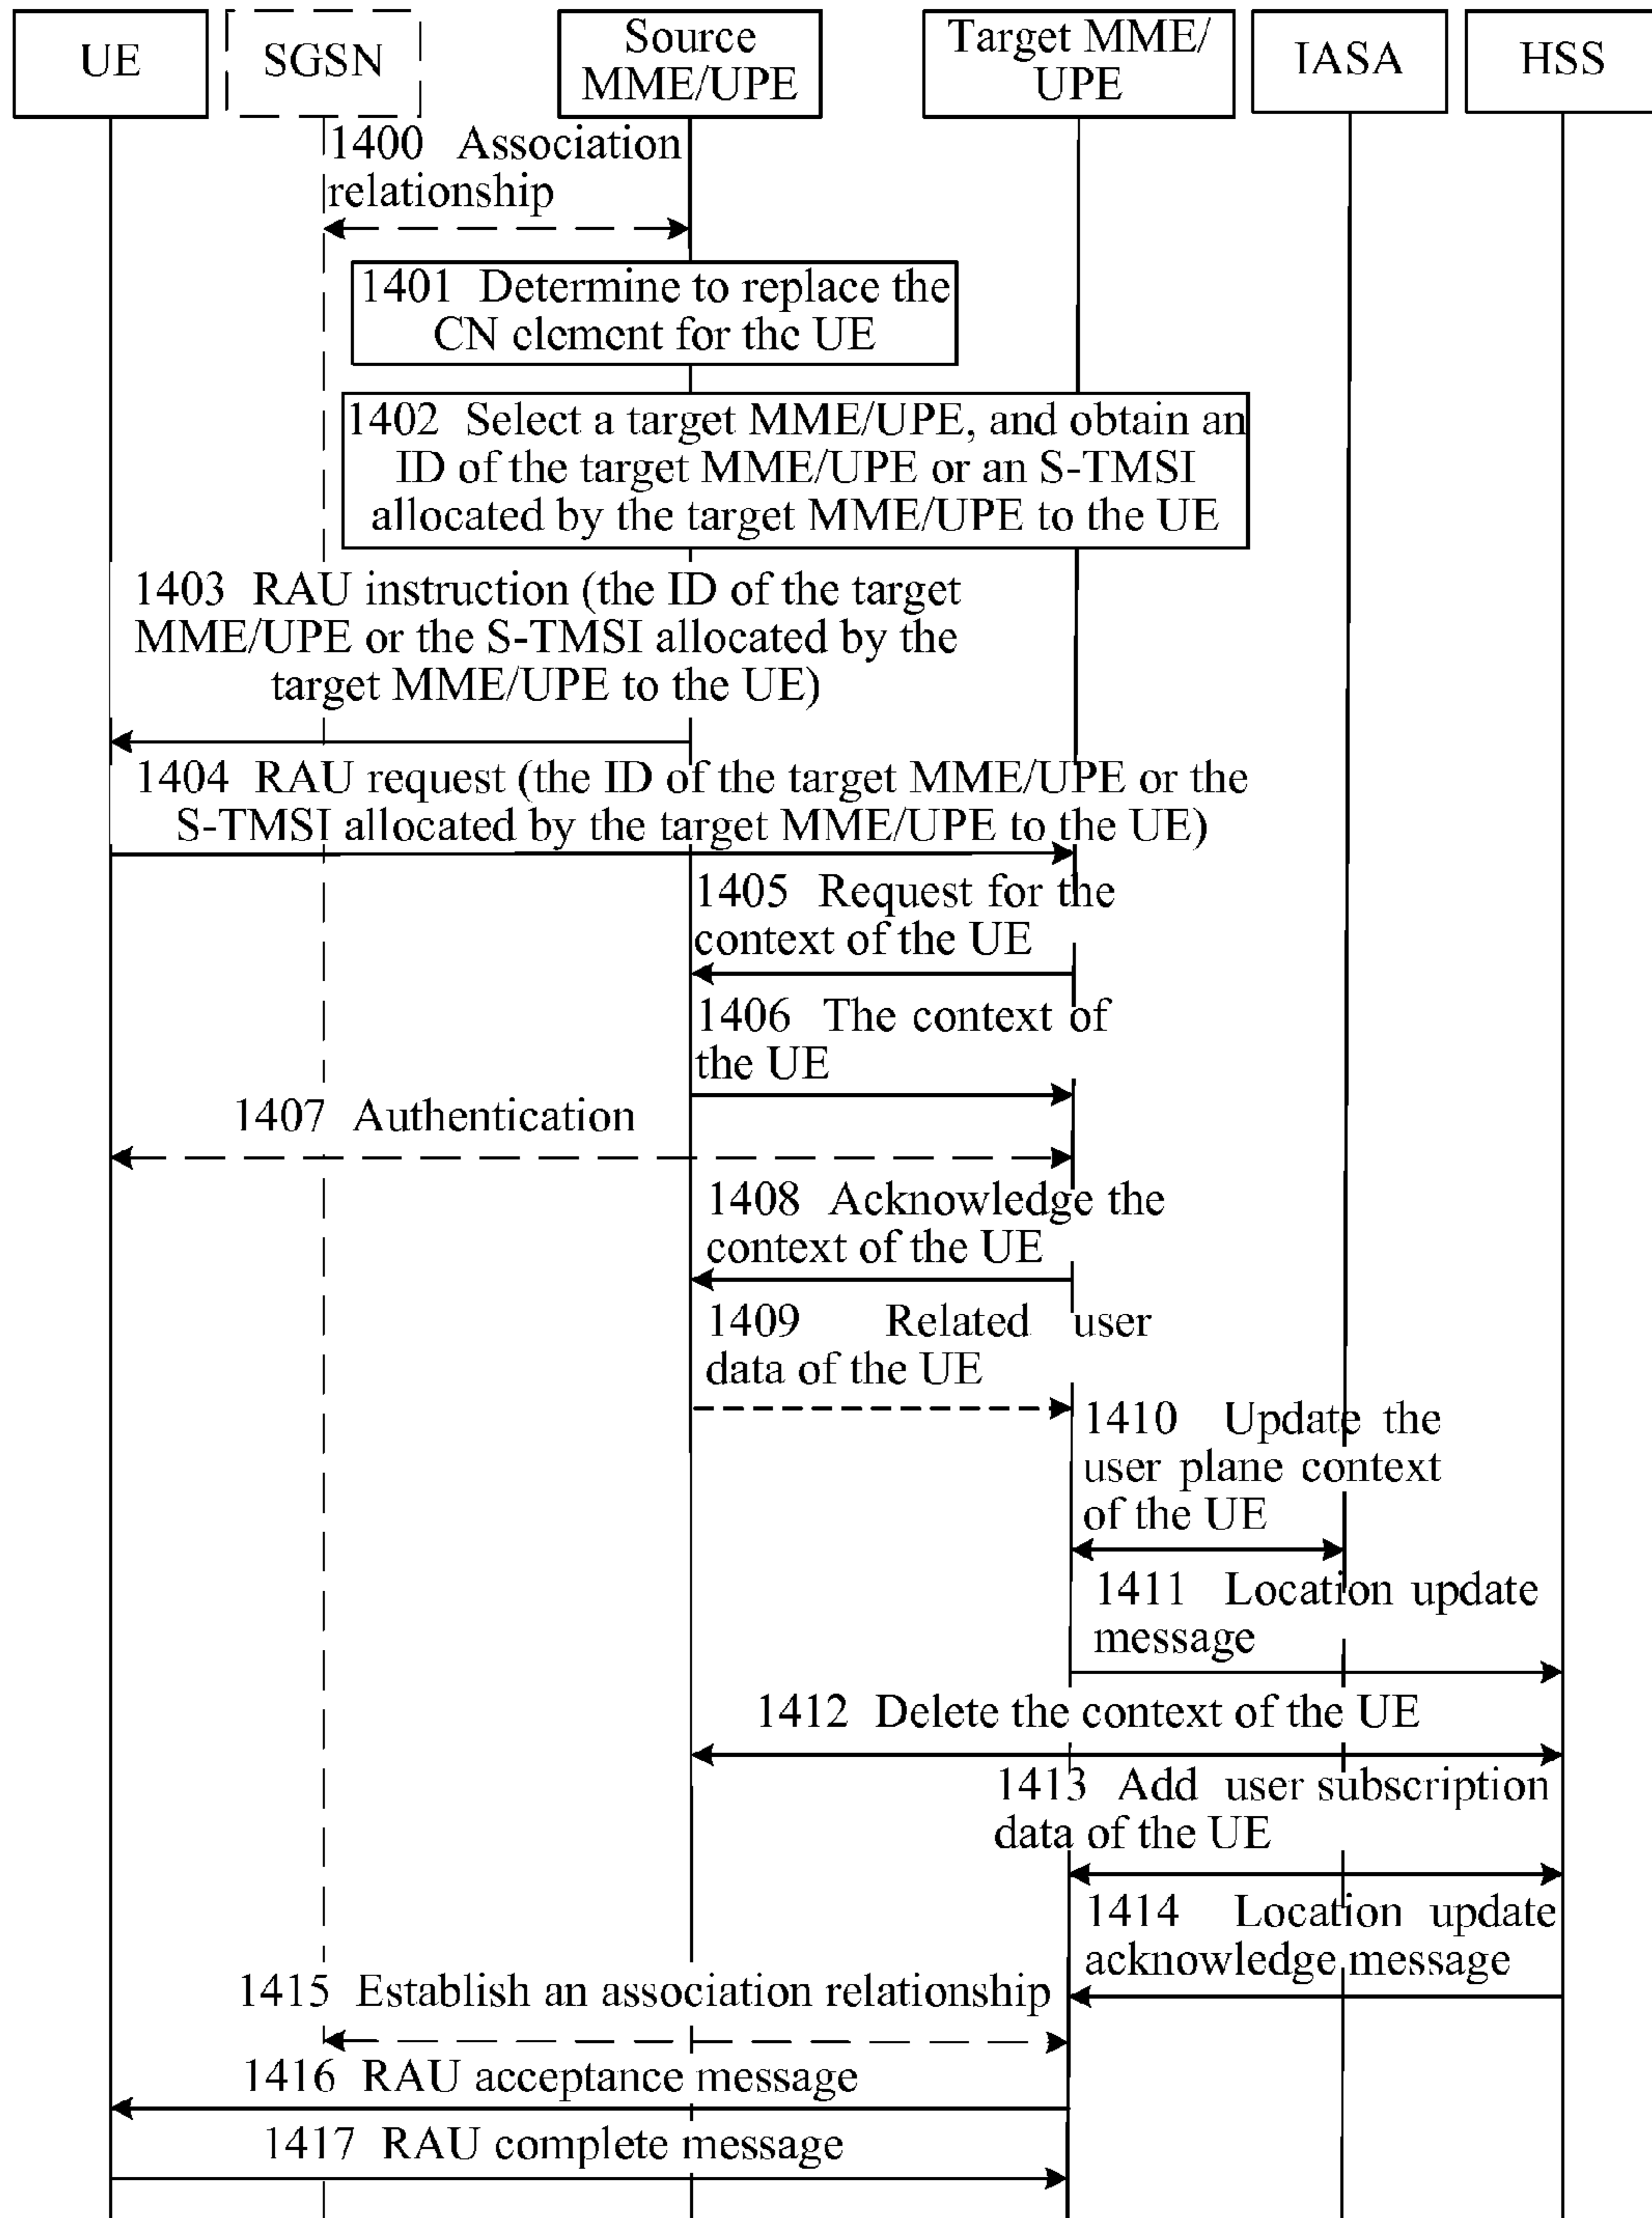 UE
SGSN
Source
MME/UPE
Target MME/
UPE
IASA
HSS
1400 Association
relationship
1401 Determine to replace the
CN element for the UE
1402 Select a target MME/UPE, and obtain an
ID of the target MME/UPE or an S-TMSI
allocated by the target MME/UPE to the UE
1403 RAU instruction (the ID of the target
MME/UPE or the S-TMSI allocated by the
target MME/UPE to the UE)
1404 RAU request (the ID of the target MME/UPE or the
S-TMSI allocated by the target MME/UPE to the UE)
1405 Request for the
context of the UE
1406 The context of
the UE
1407 Authentication
1408 Acknowledge the
context of the UE
1409 Related user
data of the UE
1410 Update the
user plane context
of the UE
1411 Location update
message
1412 Delete the context of the UE
1413 Add user subscription
data of the UE
1414 Location update
acknowledge message
1415 Establish an association relationship
1416 RAU acceptance message
1417 RAU complete message